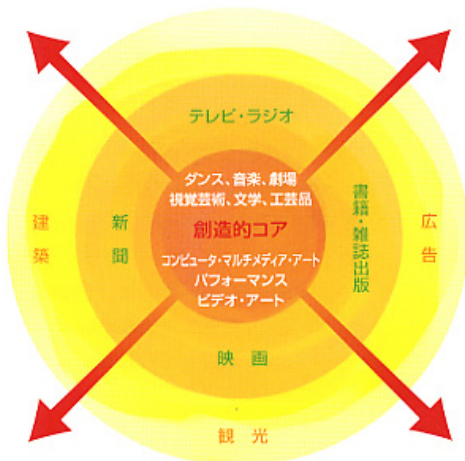 テレビ・ラジオ
ダンス、音楽、劇場
視覚芸術、文学、工芸品
創造的コア
コンピュータ・マルチメディア・アート
パフォーマンス
ビデオ・アート
建築
新聞
書籍・雑誌出版
広告
映画
観光